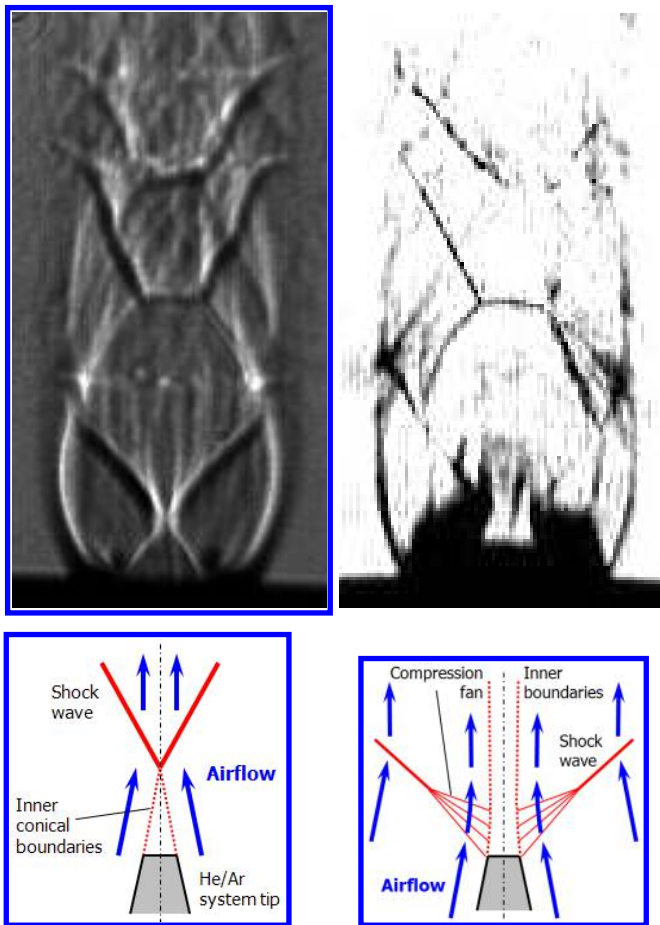 Shock
wave
Airflow
Inner
conical
boundaries
He/Ar
system tip
Compression
fan
Inner
boundaries
Shock
wave
Airflow